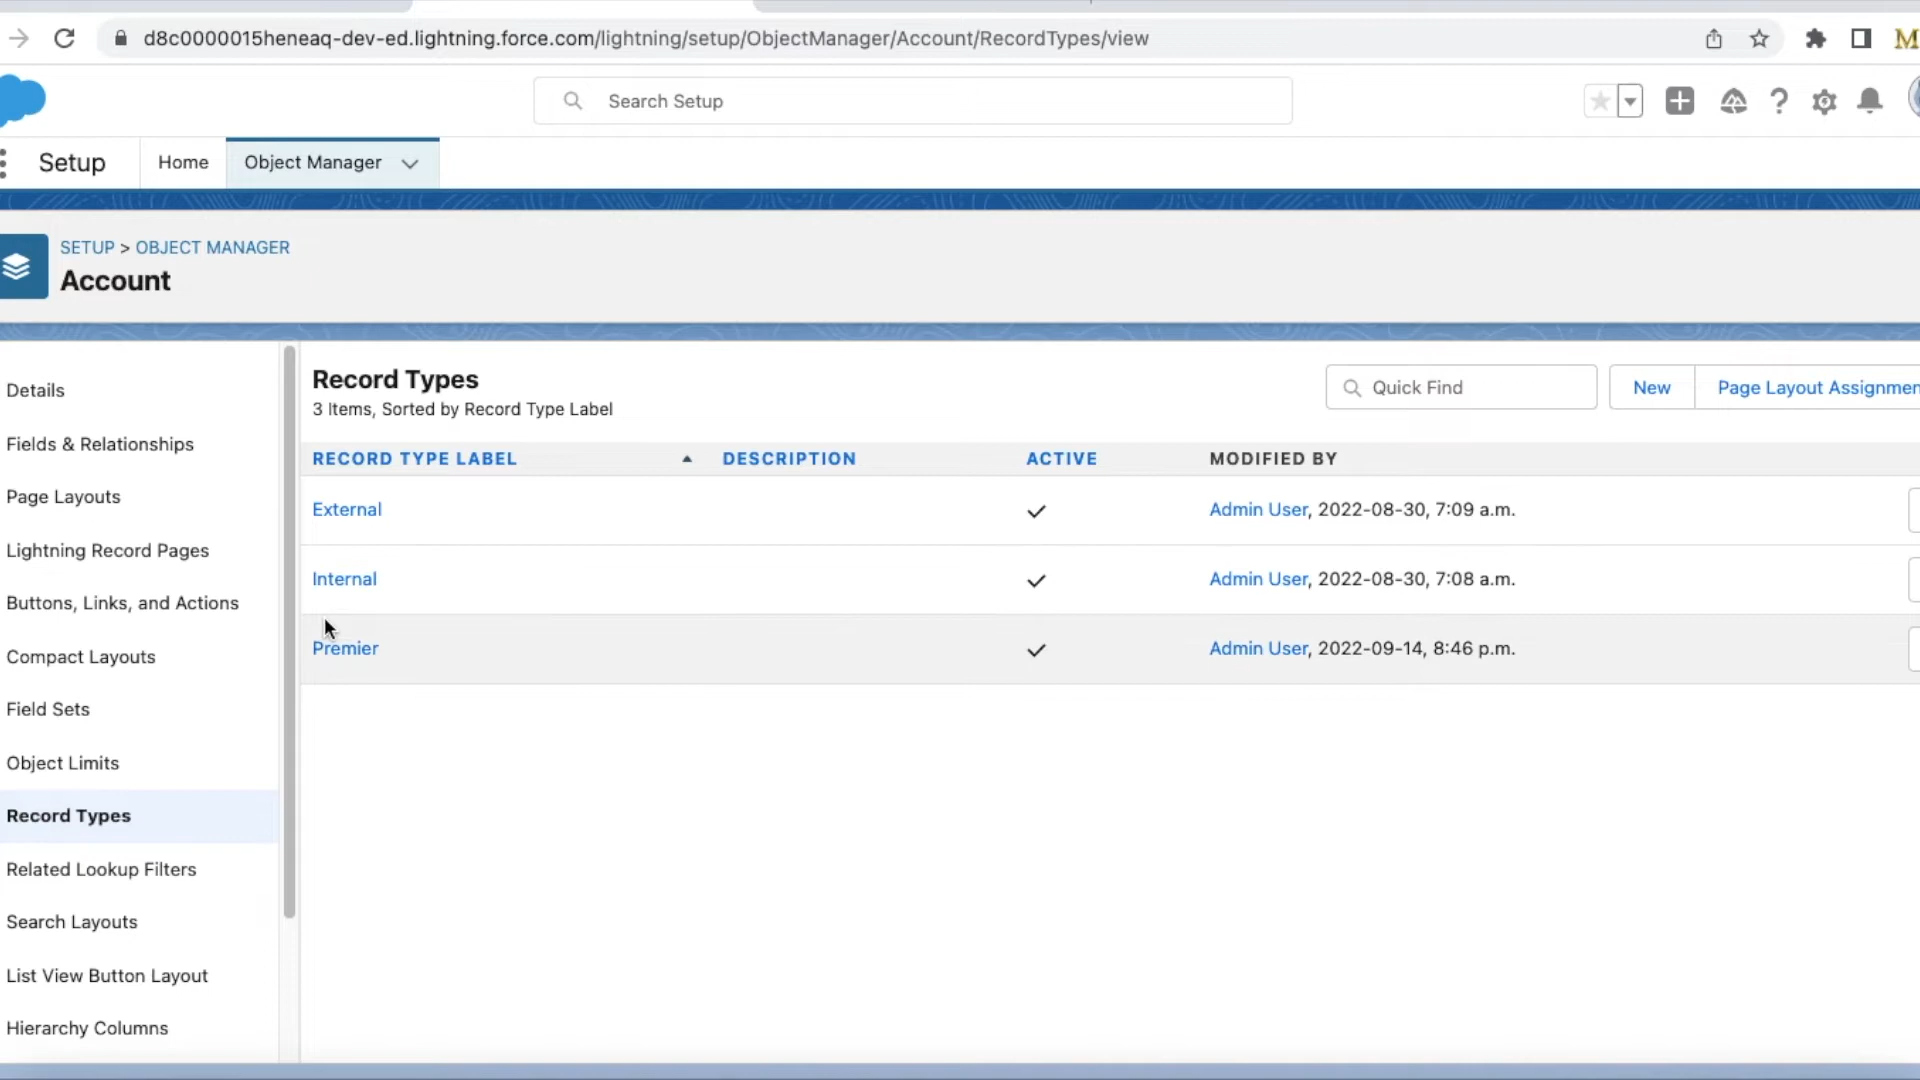 d8c0000015heneaq-dev-ed.lightning.force.com/lightning/setup/ObjectManager/Account/RecordTypes/view
M
Search Setup
Setup
Home
Object Manager
SETUP > OBJECT MANAGER
Account
Details
Fields & Relationships
Page Layouts
Lightning Record Pages
Buttons, Links, and Actions
Compact Layouts
Field Sets
Object Limits
Record Types
Related Lookup Filters
Search Layouts
List View Button Layout
Hierarchy Columns
Record Types
3 Items, Sorted by Record Type Label
Quick Find
New
Page Layout Assignmen
RECORD TYPE LABEL DESCRIPTION ACTIVE MODIFIED BY
External Admin User, 2022-08-30, 7:09 a.m.
Internal Admin User, 2022-08-30, 7:08 a.m.
Premier Admin User, 2022-09-14, 8:46 p.m.